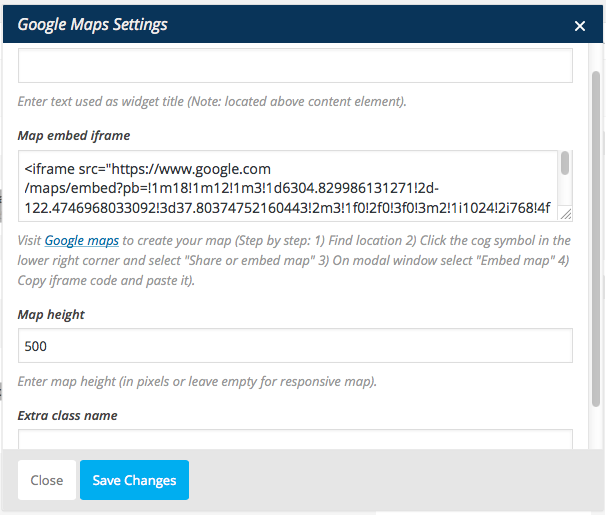 Google Maps Settings
×
Enter text used as widget title (Note: located above content element).
Map embed iframe
<iframe src="https://www.google.com
/maps/embed?pb=!1m18!1m12!1m3!1d6304.829986131271!2d-
122.4746968033092!3d37.80374752160443!2m3!1f0!2f0!3f0!3m2!1i1024!2i768!4f
Visit Google maps to create your map (Step by step: 1) Find location 2) Click the cog symbol in the
lower right corner and select "Share or embed map" 3) On modal window select "Embed map" 4)
Copy iframe code and paste it).
Map height
500
Enter map height (in pixels or leave empty for responsive map).
Extra class name
Close
Save Changes